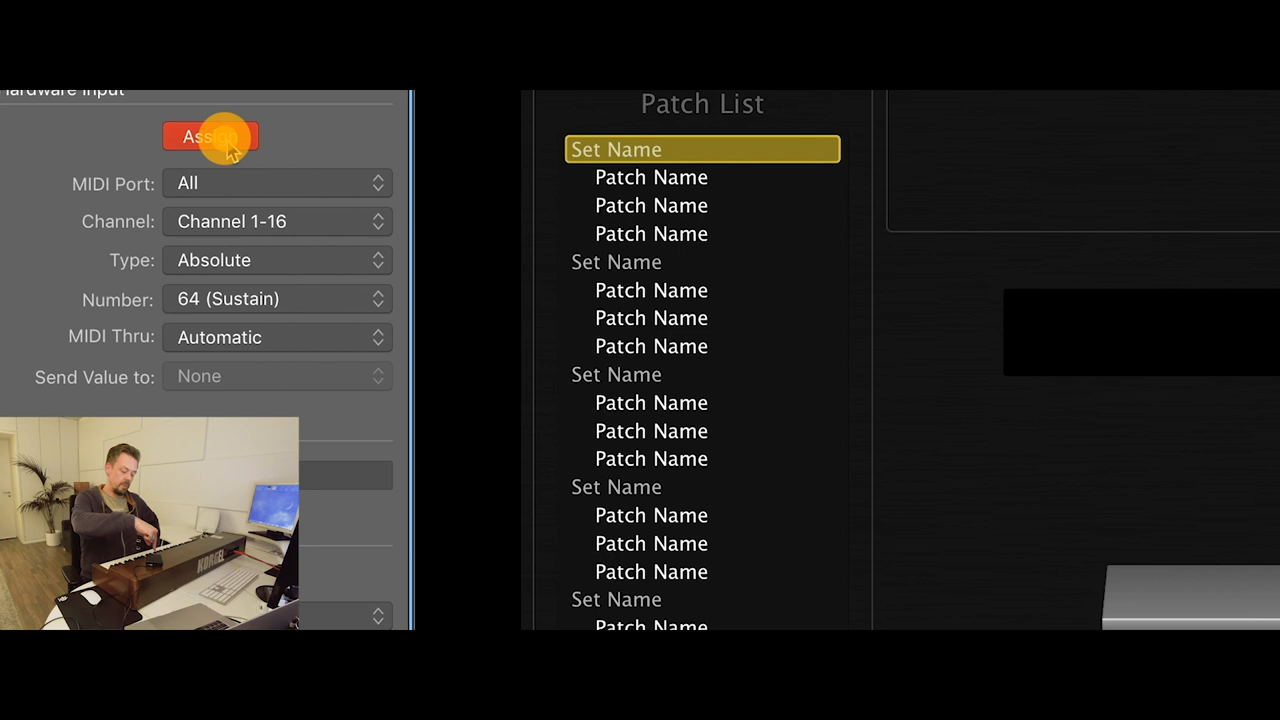 Hardware Input
Assign
MIDI Port: All
Channel: Channel 1-16
Type: Absolute
Number: 64 (Sustain)
MIDI Thru: Automatic
Send Value to: None
KORGEL
Patch List
Set Name
Patch Name
Patch Name
Patch Name
Set Name
Patch Name
Patch Name
Patch Name
Set Name
Patch Name
Patch Name
Patch Name
Set Name
Patch Name
Patch Name
Patch Name
Set Name
Patch Name